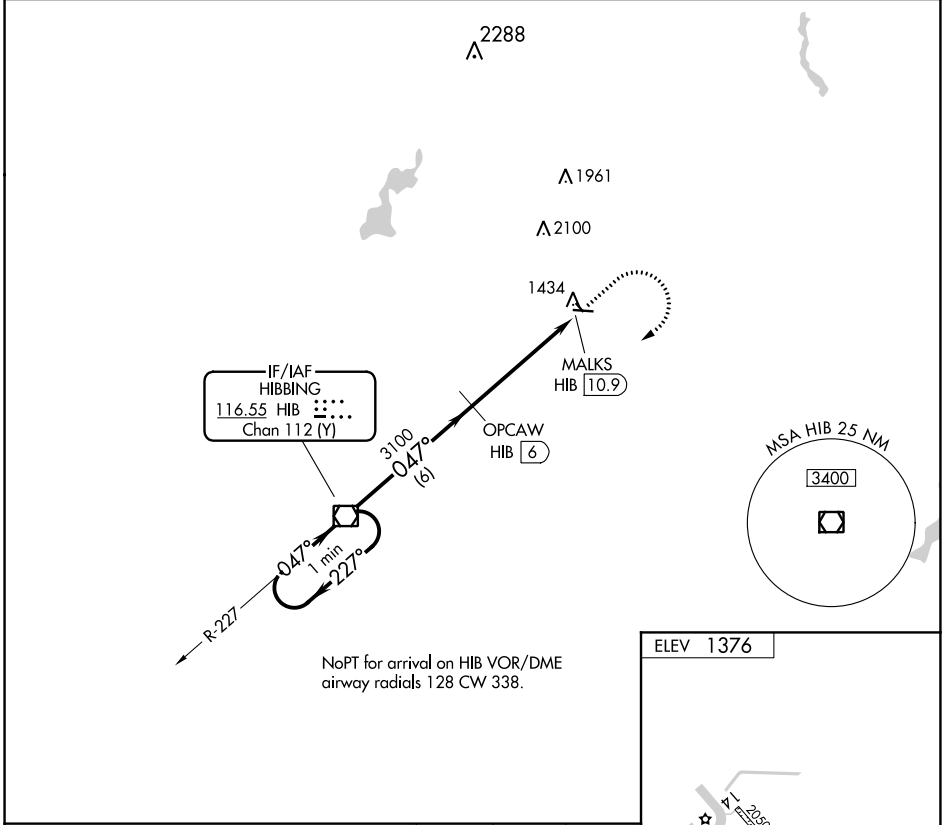 2288
1961
2100
1434
MALKS
HIB 10.9
IF/IAF
HIBBING
116.55 HIB
Chan 112 (Y)
3100
047°
(6)
OPCAW
HIB 6
MSA HIB 25 NM
3400
047°
1 min
227°
R-227
NoPT for arrival on HIB VOR/DME
airway radials 128 CW 338.
ELEV 1376
14
2050